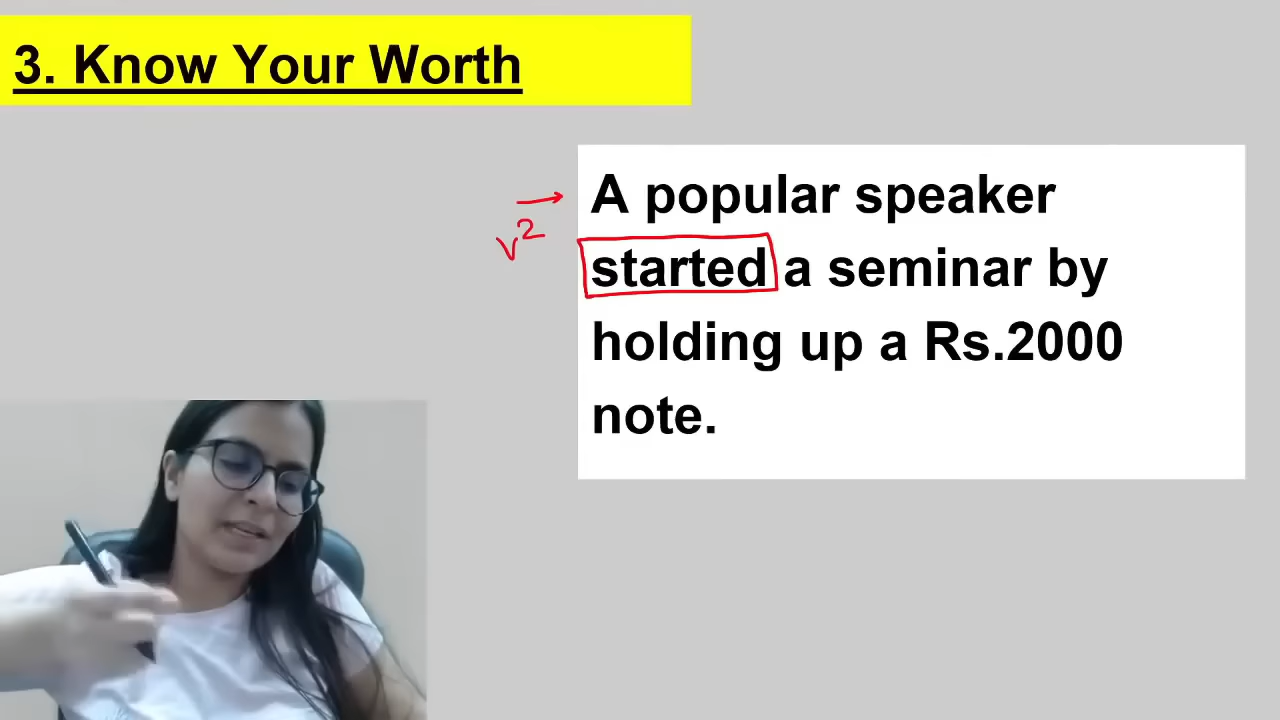 3. Know Your Worth
A popular speaker
v²
started a seminar by
holding up a Rs.2000
note.